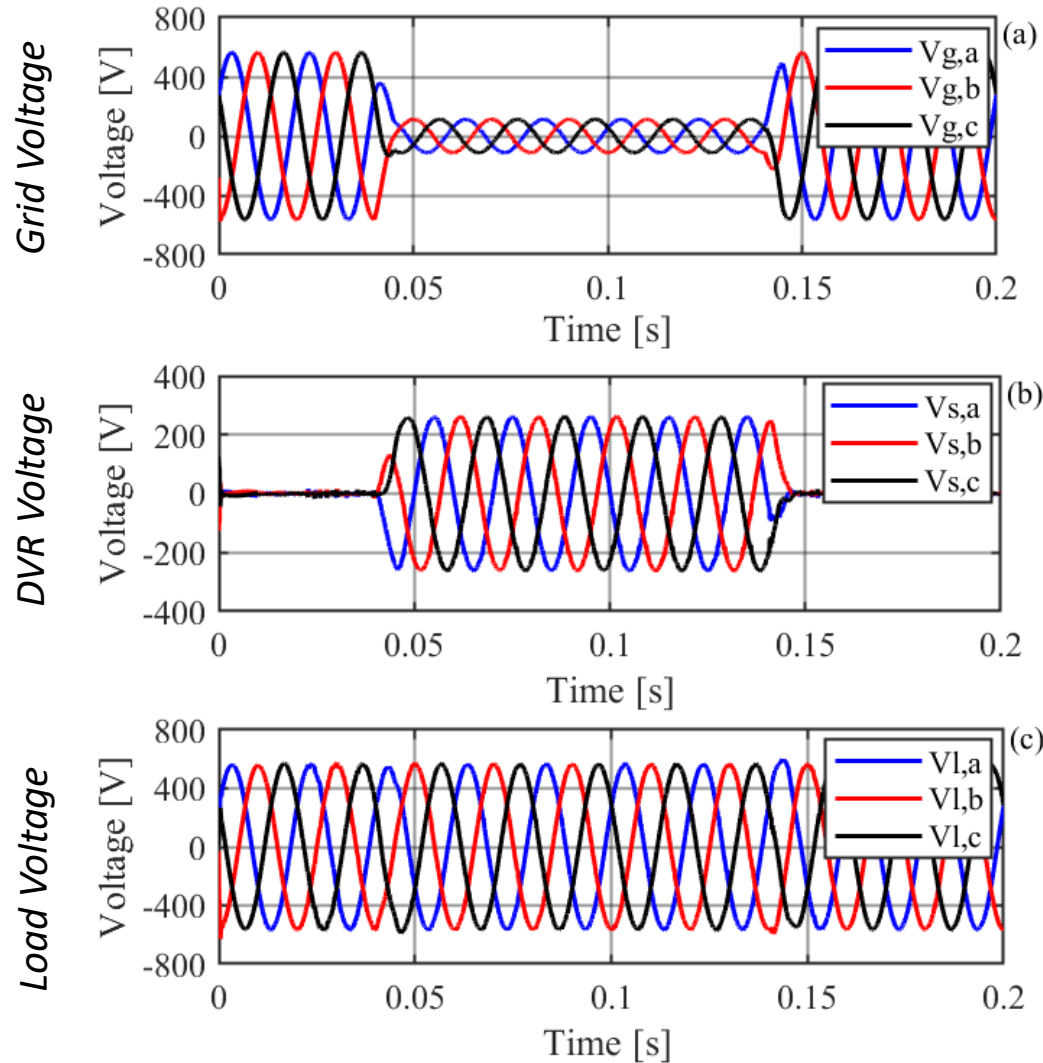 Grid Voltage
Voltage [V]
800
400
0
-400
-800
(a)
Vg,a
Vg,b
Vg,c
0
0.05
0.1
0.15
0.2
Time [s]
DVR Voltage
Voltage [V]
400
200
0
-200
-400
(b)
Vs,a
Vs,b
Vs,c
0
0.05
0.1
0.15
0.2
Time [s]
Load Voltage
Voltage [V]
800
400
0
-400
-800
(c)
Vl,a
Vl,b
Vl,c
0
0.05
0.1
0.15
0.2
Time [s]